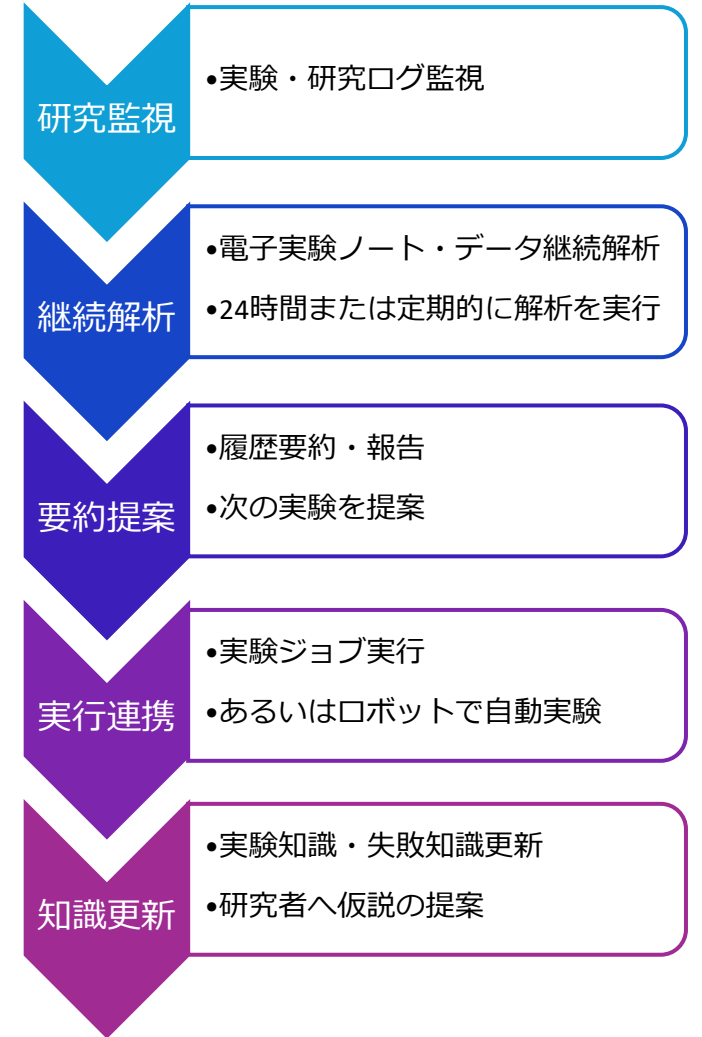 研究監視
•実験・研究ログ監視
継続解析
•電子実験ノート・データ継続解析
•24時間または定期的に解析を実行
要約提案
•履歴要約・報告
•次の実験を提案
実行連携
•実験ジョブ実行
•あるいはロボットで自動実験
知識更新
•実験知識・失敗知識更新
•研究者へ仮説の提案